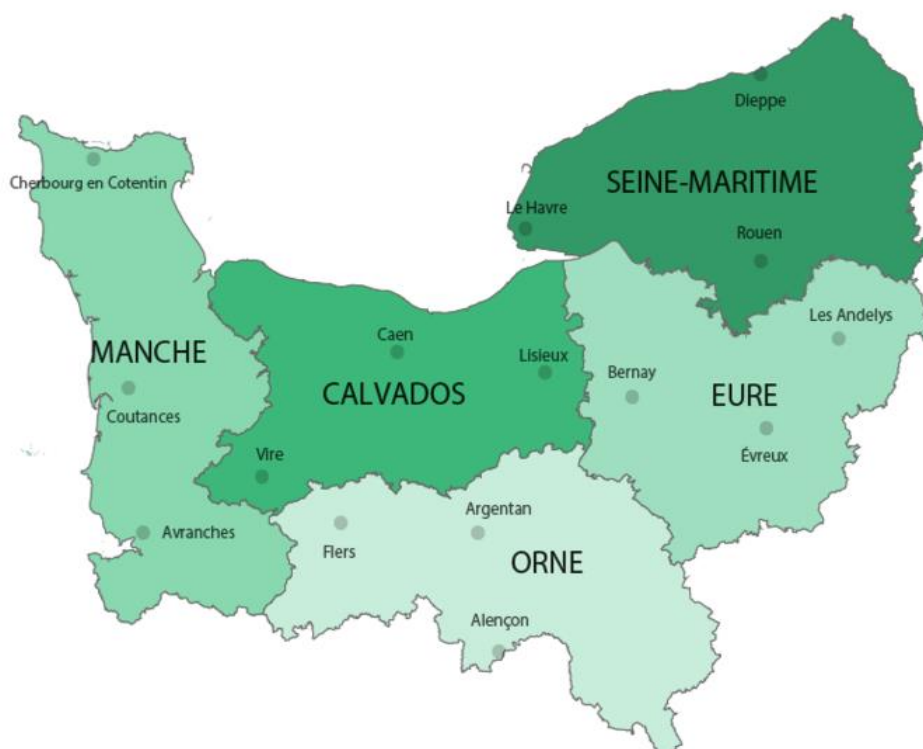 Dieppe
Cherbourg en Cotentin
SEINE-MARITIME
Le Havre
Rouen
Les Andelys
Caen
MANCHE
Lisieux
Bernay
CALVADOS
EURE
Coutances
Vire
Évreux
Argentan
Avranches
Flers
ORNE
Alençon